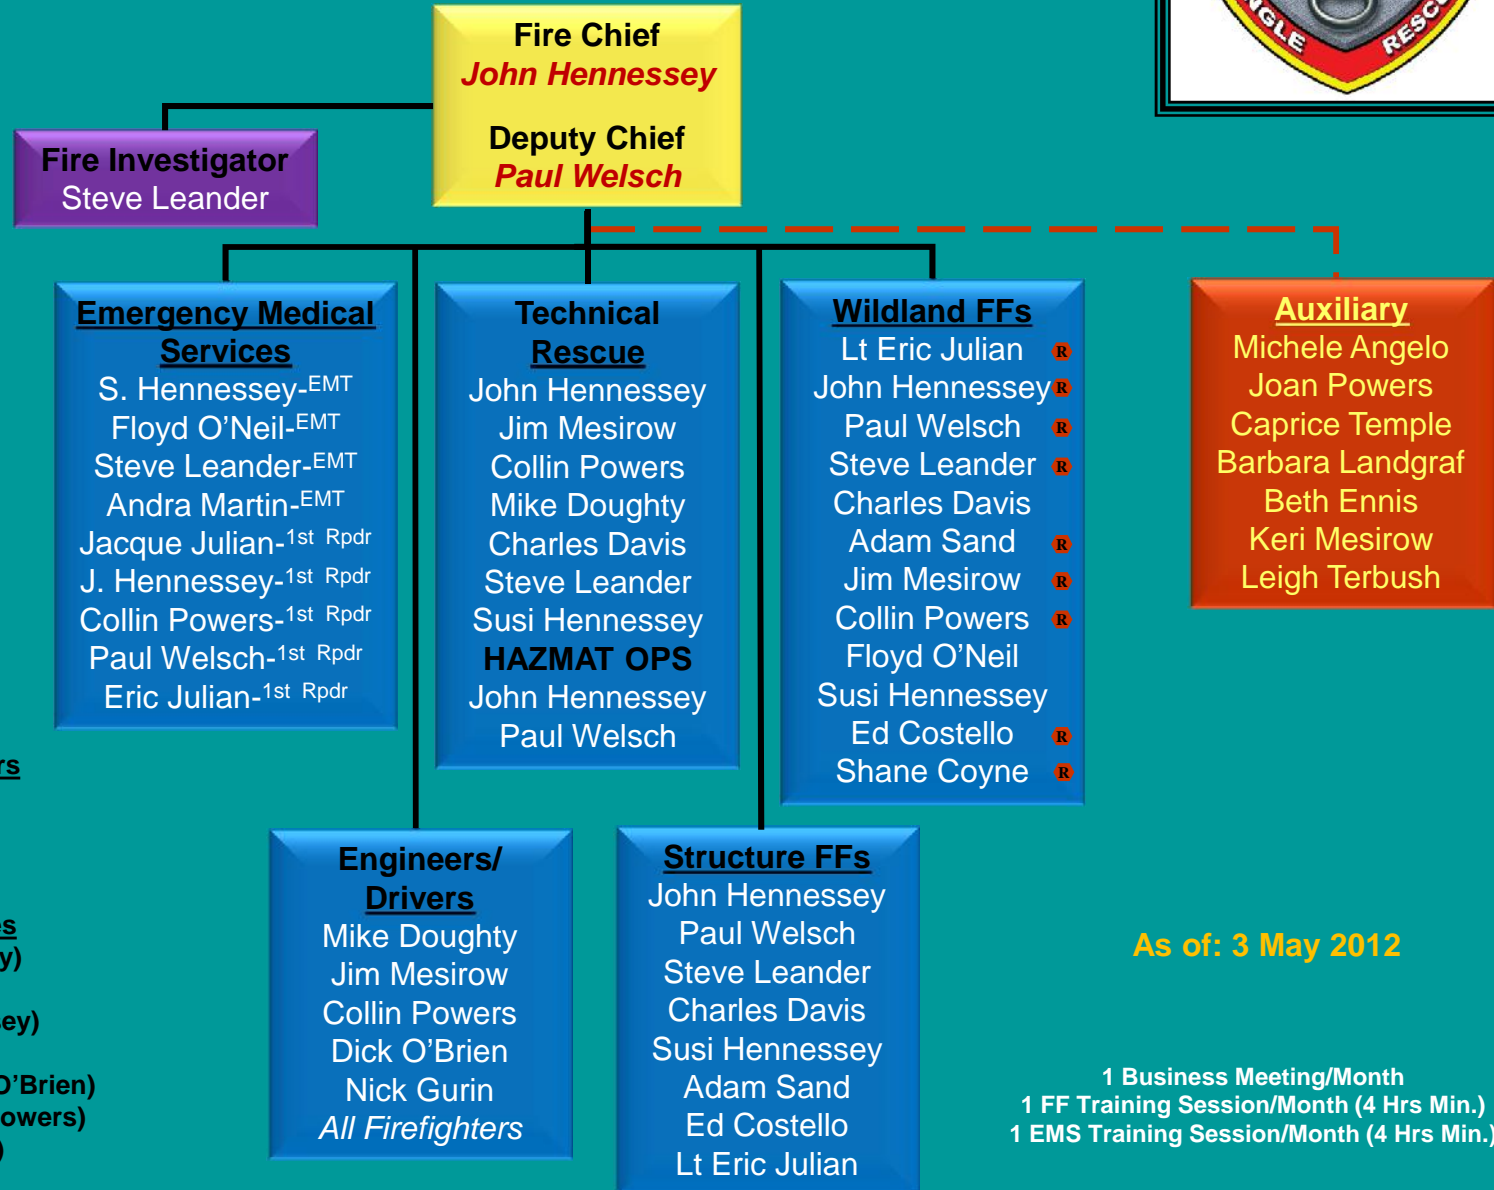 NGLE RESCU
Fire Chief
John Hennessey
Deputy Chief
Paul Welsch
Fire Investigator
Steve Leander
Emergency Medical
Services
S. Hennessey-EMT
Floyd O’Neil-EMT
Steve Leander-EMT
Andra Martin-EMT
Jacque Julian-1st Rpdr
J. Hennessey-1st Rpdr
Collin Powers-1st Rpdr
Paul Welsch-1st Rpdr
Eric Julian-1st Rpdr
Technical
Rescue
John Hennessey
Jim Mesirow
Collin Powers
Mike Doughty
Charles Davis
Steve Leander
Susi Hennessey
HAZMAT OPS
John Hennessey
Paul Welsch
Wildland FFs
Lt Eric Julian R
John Hennessey R
Paul Welsch R
Steve Leander R
Charles Davis
Adam Sand R
Jim Mesirow R
Collin Powers R
Floyd O’Neil
Susi Hennessey
Ed Costello R
Shane Coyne R
Auxiliary
Michele Angelo
Joan Powers
Caprice Temple
Barbara Landgraf
Beth Ennis
Keri Mesirow
Leigh Terbush
rs
es
y)
sey)
O’Brien)
owers)
)
Engineers/
Drivers
Mike Doughty
Jim Mesirow
Collin Powers
Dick O’Brien
Nick Gurin
All Firefighters
Structure FFs
John Hennessey
Paul Welsch
Steve Leander
Charles Davis
Susi Hennessey
Adam Sand
Ed Costello
Lt Eric Julian
As of: 3 May 2012
1 Business Meeting/Month
1 FF Training Session/Month (4 Hrs Min.)
1 EMS Training Session/Month (4 Hrs Min.)